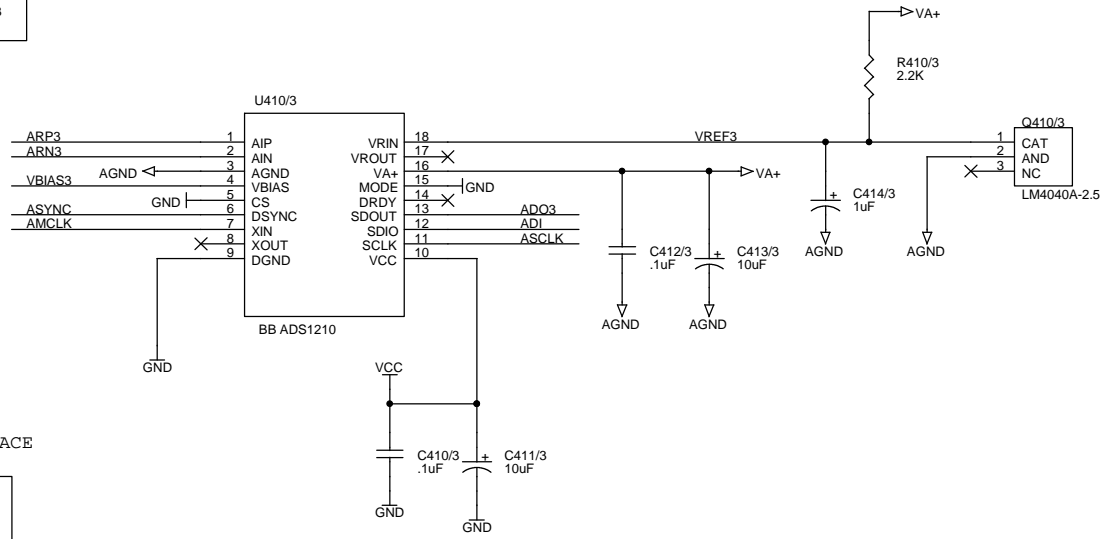 VA+
R410/3
2.2K
U410/3
Q410/3
ARP3 1 AIP VRIN 18 VREF3 1 CAT
ARN3 2 AIN VROUT 17 2 AND
AGND 3 AGND VA+ 16 VA+ 3 NC
VBIAS3 4 VBIAS MODE 15 GND
LM4040A-2.5
GND 5 CS DRDY 14
ASYNC 6 DSYNC SDOUT 13 ADO3
AMCLK 7 XIN SDIO 12 ADI
8 XOUT SCLK 11 ASCLK
9 DGND VCC 10
C414/3
1uF
+
AGND
AGND
C412/3
.1uF
+
C413/3
10uF
AGND
AGND
BB ADS1210
GND
VCC
ACE
C410/3
.1uF
+
C411/3
10uF
GND
GND